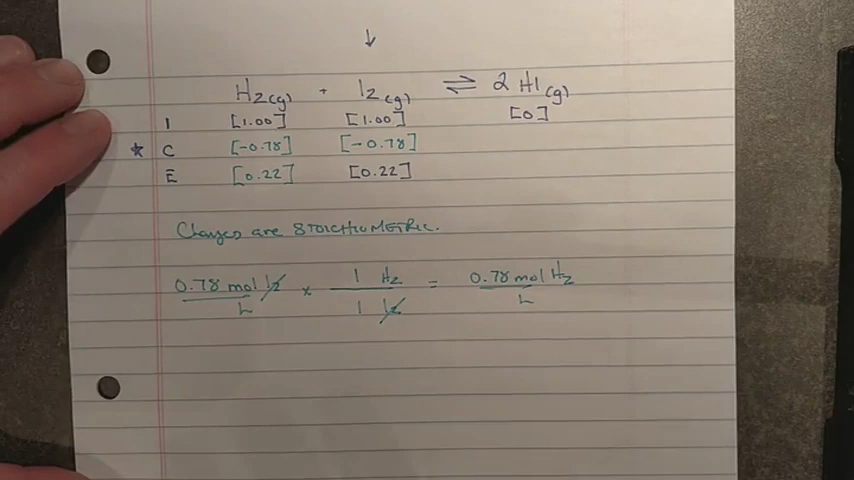 ↓
H2(g) + I2(g) ⇌ 2 HI(g)
I [1.00] [1.00] [0]
* C [-0.78] [-0.78]
E [0.22] [0.22]
Changes are STOICHIOMETRIC.
0.78 mol I2 / L × 1 H2 / 1 I2 = 0.78 mol H2 / L